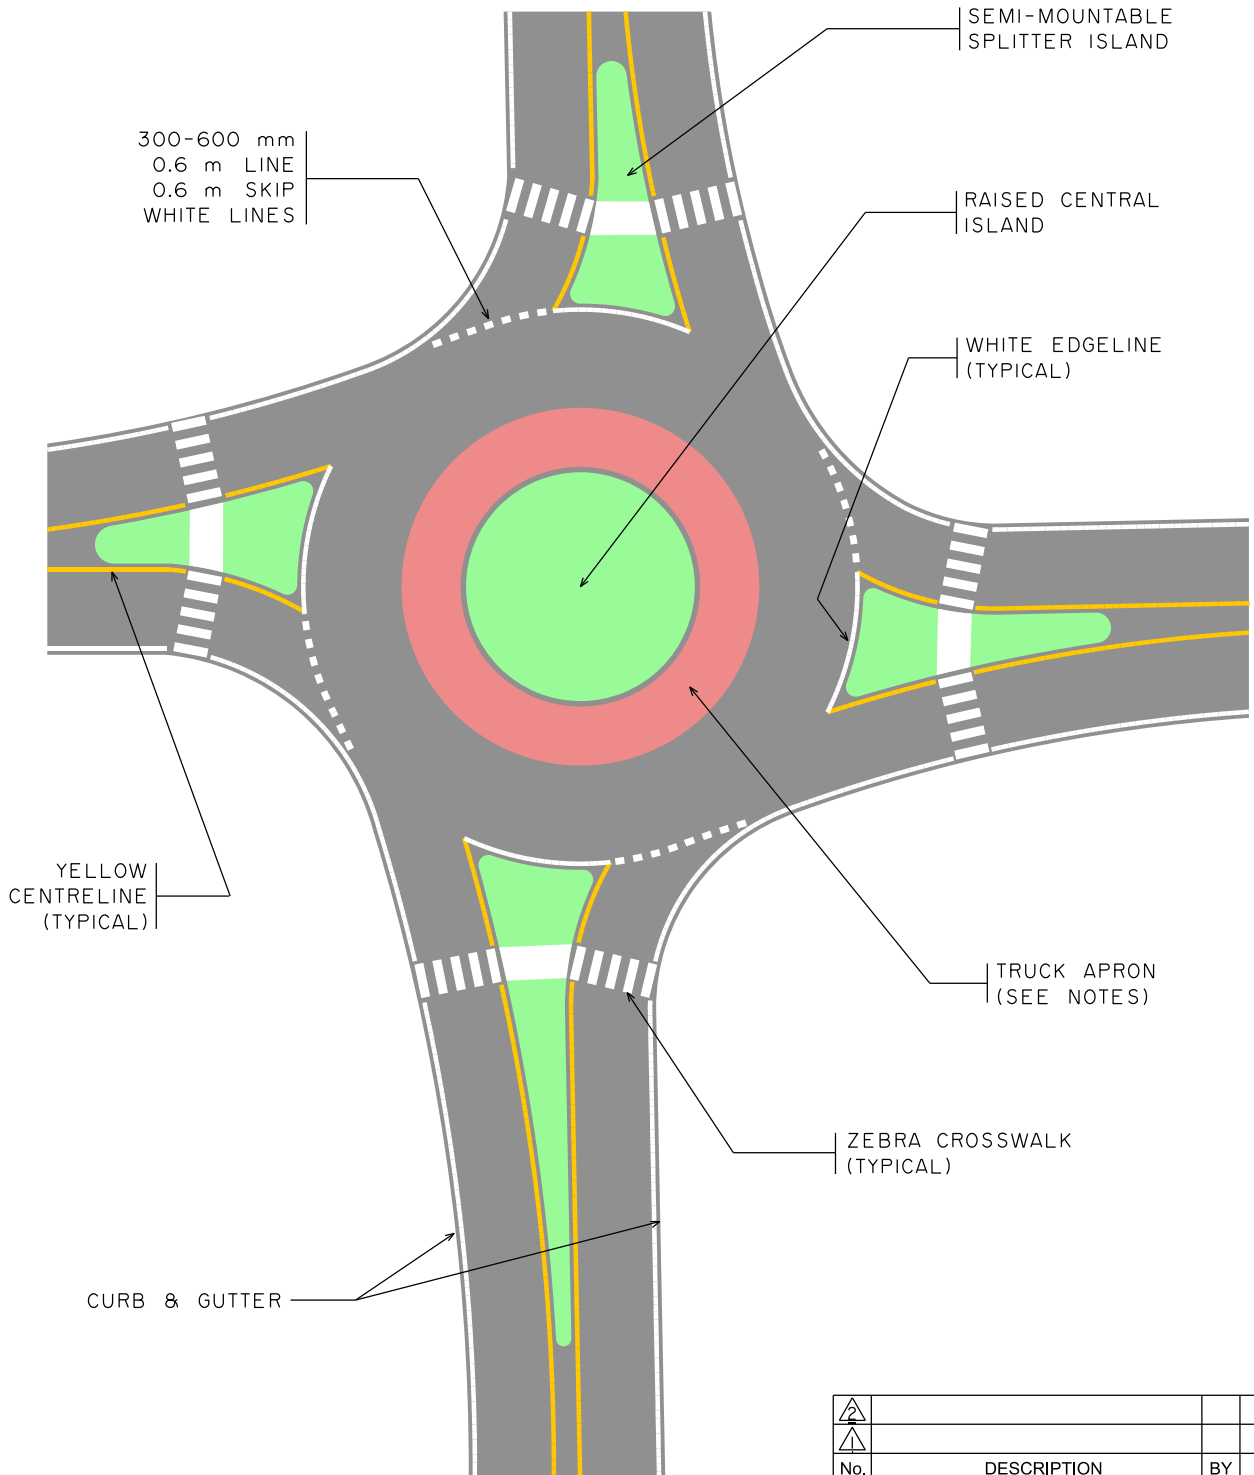 SEMI-MOUNTABLE
SPLITTER ISLAND
300-600 mm
0.6 m LINE
0.6 m SKIP
WHITE LINES
RAISED CENTRAL
ISLAND
WHITE EDGELINE
(TYPICAL)
YELLOW
CENTRELINE
(TYPICAL)
TRUCK APRON
(SEE NOTES)
ZEBRA CROSSWALK
(TYPICAL)
CURB & GUTTER
2
1
No. DESCRIPTION BY